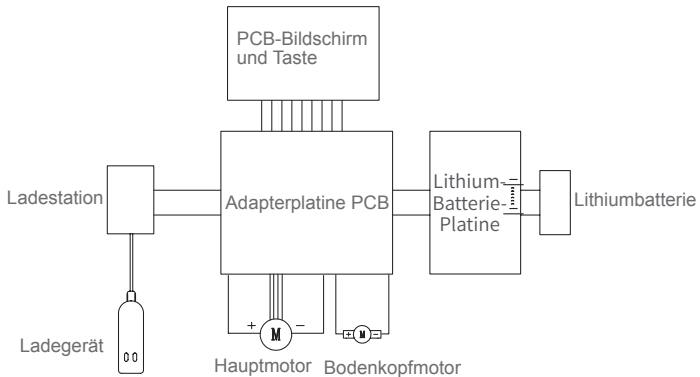 PCB-Bildschirm
und Taste
Ladestation
Adapterplatine PCB
Lithium-
Batterie-
Platine
Lithiumbatterie
Ladegerät
+ M −
Hauptmotor
+ M −
Bodenkopfmotor